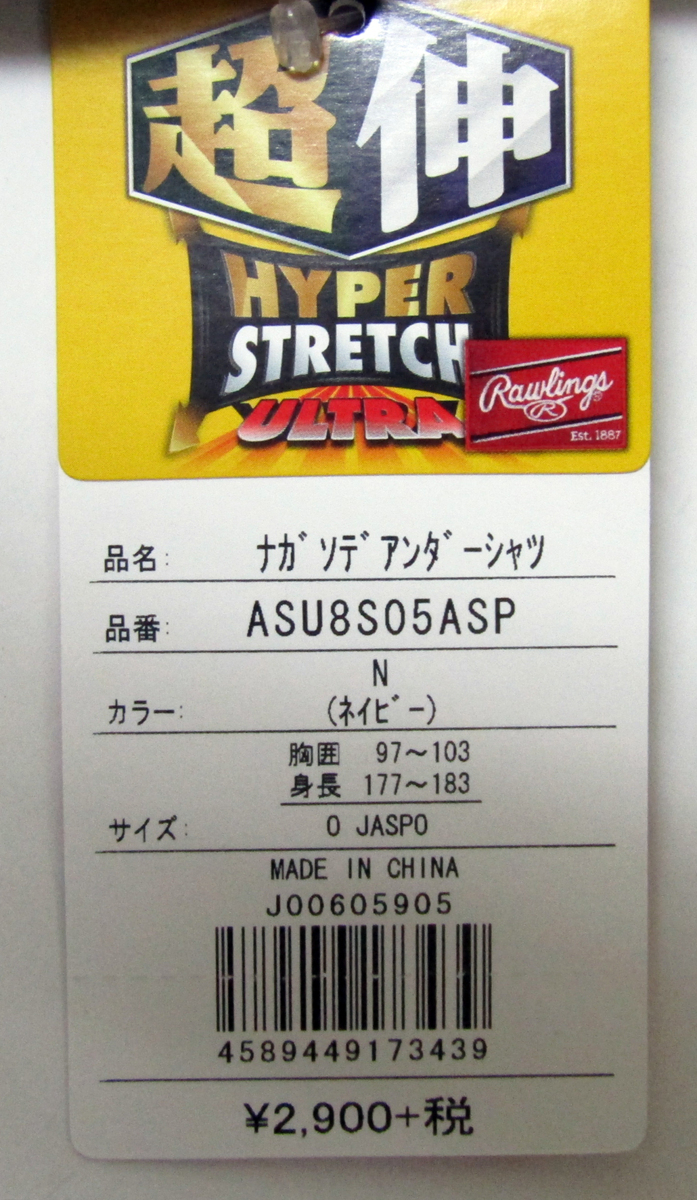 超伸
HYPER
STRETCH
ULTRA
Rawlings
R
Est. 1887
品名: ナガソデアンダーシャツ
品番: ASU8S05ASP
N
カラー: (ネイビー)
胸囲 97～103
身長 177～183
サイズ: O JASPO
MADE IN CHINA
J00605905
4589449173439
¥2,900+税